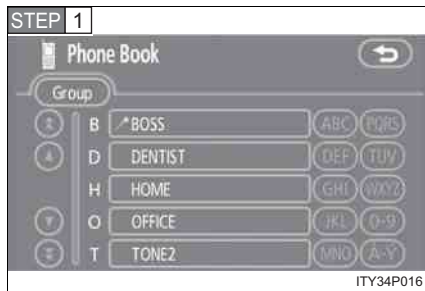 STEP 1
Phone Book
Group
B BOSS ABC PQRS
D DENTIST DEF TUV
H HOME GHI WXYZ
O OFFICE JKL 0-9
T TONE2 MNO Á-Ý
ITY34P016